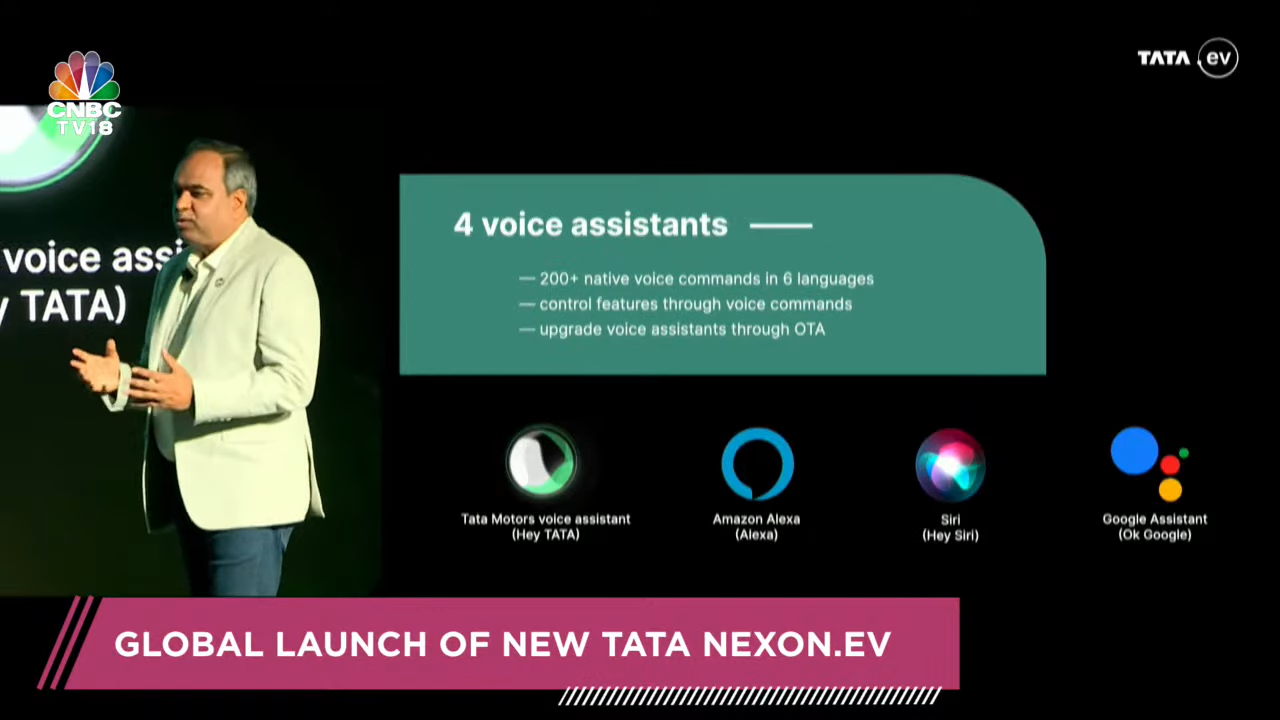 CNBC
TV18
TATA .ev
voice assi
y TATA)
4 voice assistants
— 200+ native voice commands in 6 languages
— control features through voice commands
— upgrade voice assistants through OTA
Tata Motors voice assistant
(Hey TATA)
Amazon Alexa
(Alexa)
Siri
(Hey Siri)
Google Assistant
(Ok Google)
GLOBAL LAUNCH OF NEW TATA NEXON.EV